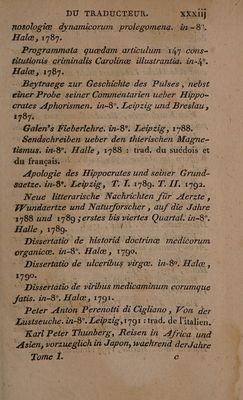 DU TRADUCTEUR. xxxiij
nosologiæ dynamicorum prolegomena. in-8°.
Halæ, 1787.
Programmata quædam articulum 147 cons-
titutionis criminalis Carolinæ illustrantia. in-4°.
Halæ, 1787.
Beytraege zur Geschichte des Pulses, nebst
einer Probe seiner Commentarien ueber Hippo-
crates Aphorismen. in-8°. Leipzig und Breslau,
1787.
Galen's Fieberlehre. in-8°. Leipzig, 1788.
Sendschreiben ueber den thierischen Magne-
tismus. in-8°. Halle, 1788 : trad. du suédois et
du français.
Apologie des Hippocrates und seiner Grund-
saetze. in-8°. Leipzig, T. I. 1789. T. II. 1792.
Neue litterarische Nachrichten für Aerzte,
Wundaertze und Naturforscher, auf die Jahre
1788 und 1789 ; erstes bis viertes Quartal. in-8°.
Halle, 1789.
Dissertatio de historiâ doctrinæ medicorum
organicæ. in-8°. Halæ, 1790.
Dissertatio de ulceribus virgæ. in-8°. Halæ,
1790.
Dissertatio de viribus medicaminum eorumque
fatis. in-8°. Halæ, 1791.
Peter Anton Perenotti di Cigliano, Von der
Lustseuche. in-8°. Leipzig, 1791 : trad. de l'italien.
Karl Peter Thunberg, Reisen in Africa und
Asien, vorzueglich in Japon, waehrend der Jahre
Tome I. c